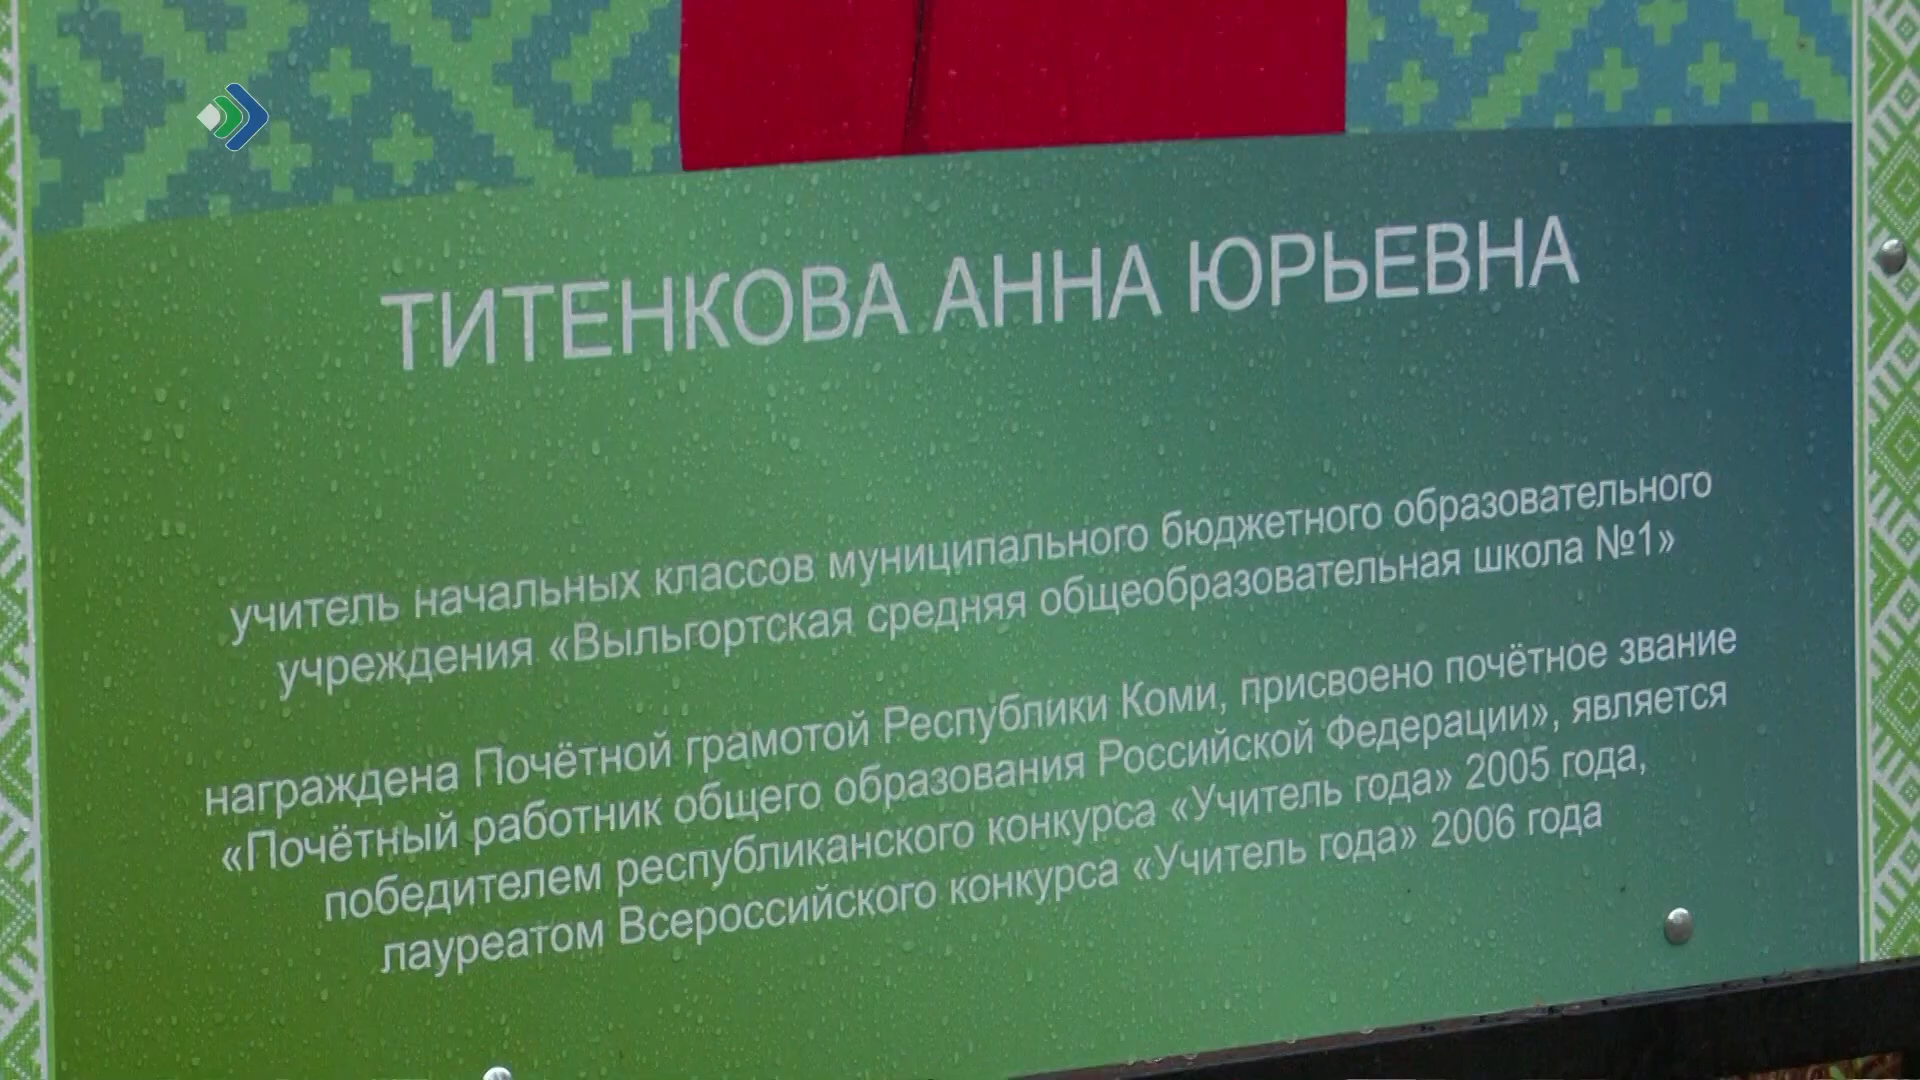 ТИТЕНКОВА АННА ЮРЬЕВНА
учитель начальных классов муниципального бюджетного образовательного
учреждения «Выльгортская средняя общеобразовательная школа №1»
награждена Почётной грамотой Республики Коми, присвоено почётное звание
«Почётный работник общего образования Российской Федерации», является
победителем республиканского конкурса «Учитель года» 2005 года,
лауреатом Всероссийского конкурса «Учитель года» 2006 года